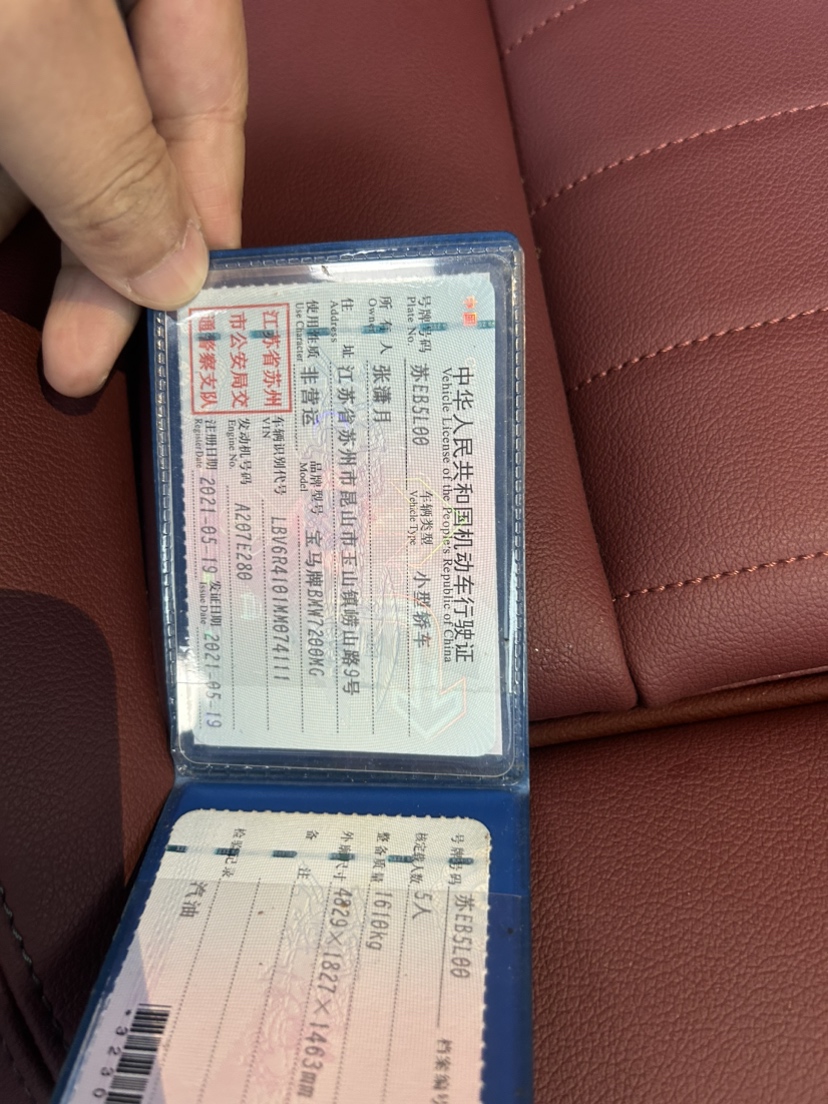 中华人民共和国机动车行驶证
Vehicle License of the People's Republic of China
号牌号码 苏EB5L00 车辆类型 小型轿车
Plate No. Vehicle Type
所有人 张潇月
Owner
住址 江苏省苏州市昆山市玉山镇崂山路9号
Address
使用性质 非营运 品牌型号 宝马牌BMW7200MG
Use Character Model
江苏省苏州
市公安局交
通警察支队
车辆识别代号 LBV6R4101MM074111
VIN
发动机号码 A207E280
Engine No.
注册日期 2021-05-19 发证日期 2021-05-19
Register Date Issue Date
号牌号码 苏EB5L00 档案编号
核定载人数 5人
整备质量 1610kg
外廓尺寸 4829×1827×1463mm
备注
检验记录 汽油
*3230